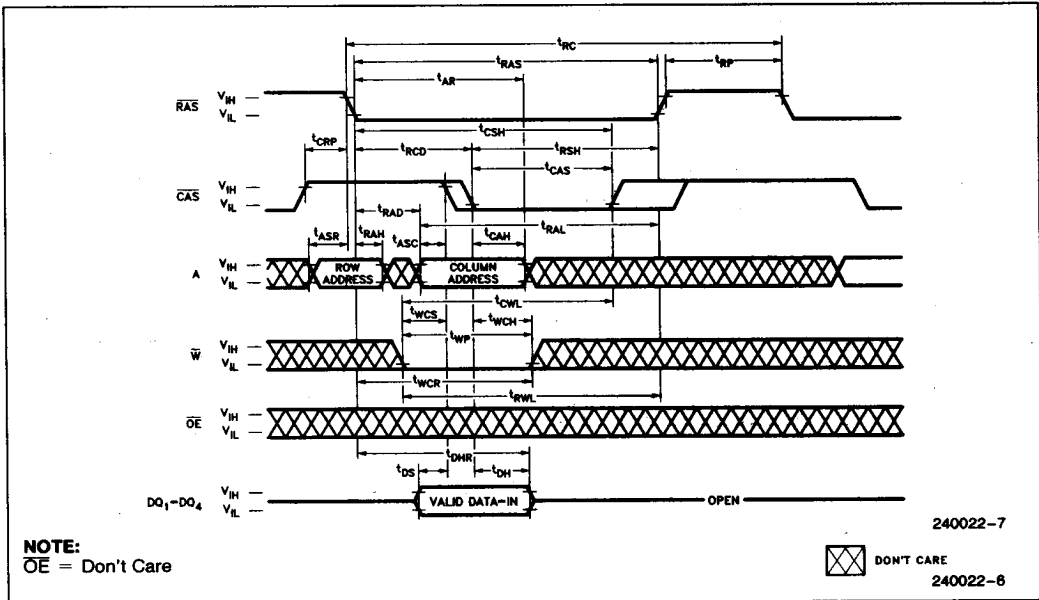 tRC
tRAS
tRP
tAR
RAS VIH
VIL
tCSH
tCRP
tRCD
tRSH
tCAS
CAS VIH
VIL
tRAD
tRAL
tASR
tRAH
tASC
tCAH
A VIH
VIL
ROW ADDRESS
COLUMN ADDRESS
tCWL
tWCS
tWCH
tWP
W VIH
VIL
tWCR
tRWL
OE VIH
VIL
tDHR
tDS
tDH
DQ1-DQ4 VIH
VIL
VALID DATA-IN
OPEN
240022-7
NOTE:
OE = Don't Care
DON'T CARE
240022-6